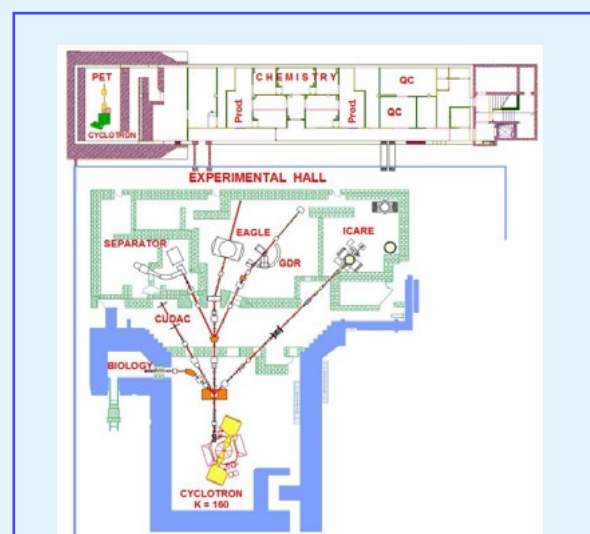 PET
CHEMISTRY
QC
Prod.
Prod.
QC
CYCLOTRON
EXPERIMENTAL HALL
EAGLE
ICARE
SEPARATOR
GDR
CUDAC
BIOLOGY
CYCLOTRON
K = 160